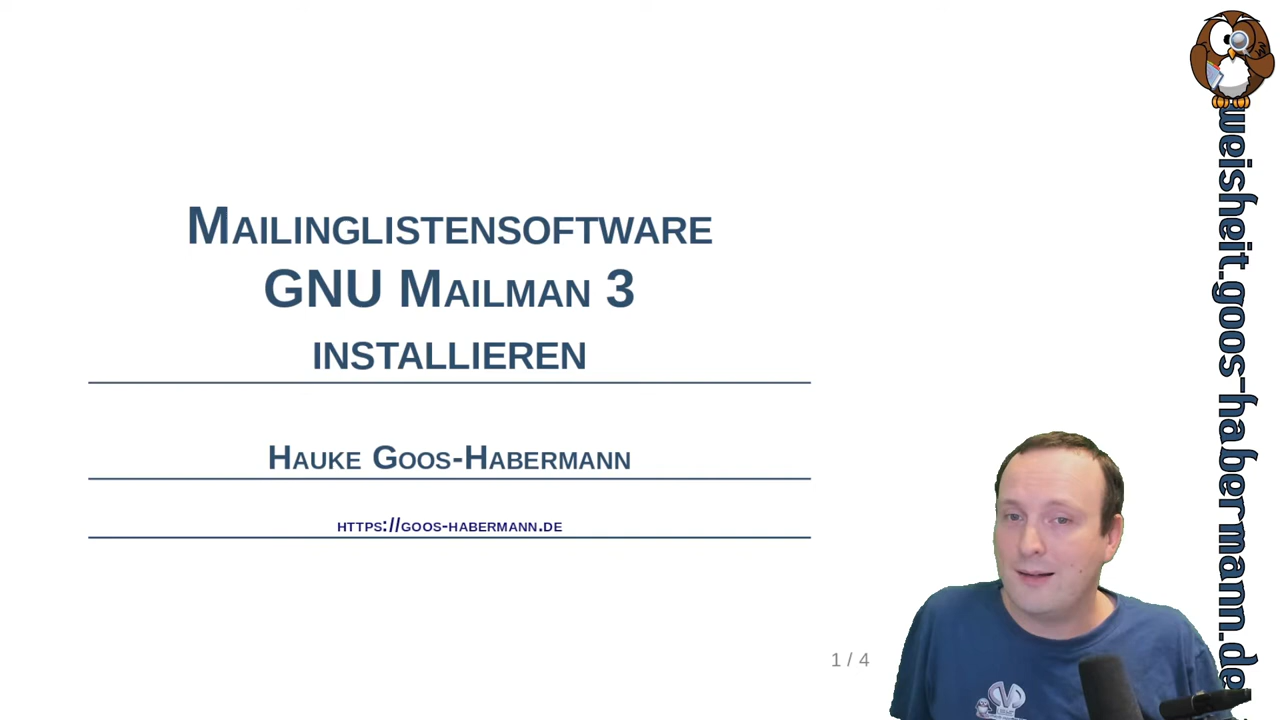 Mailinglistensoftware
GNU Mailman 3
installieren
Hauke Goos-Habermann
https://goos-habermann.de
1 / 4
weisheit.goos-habermann.de